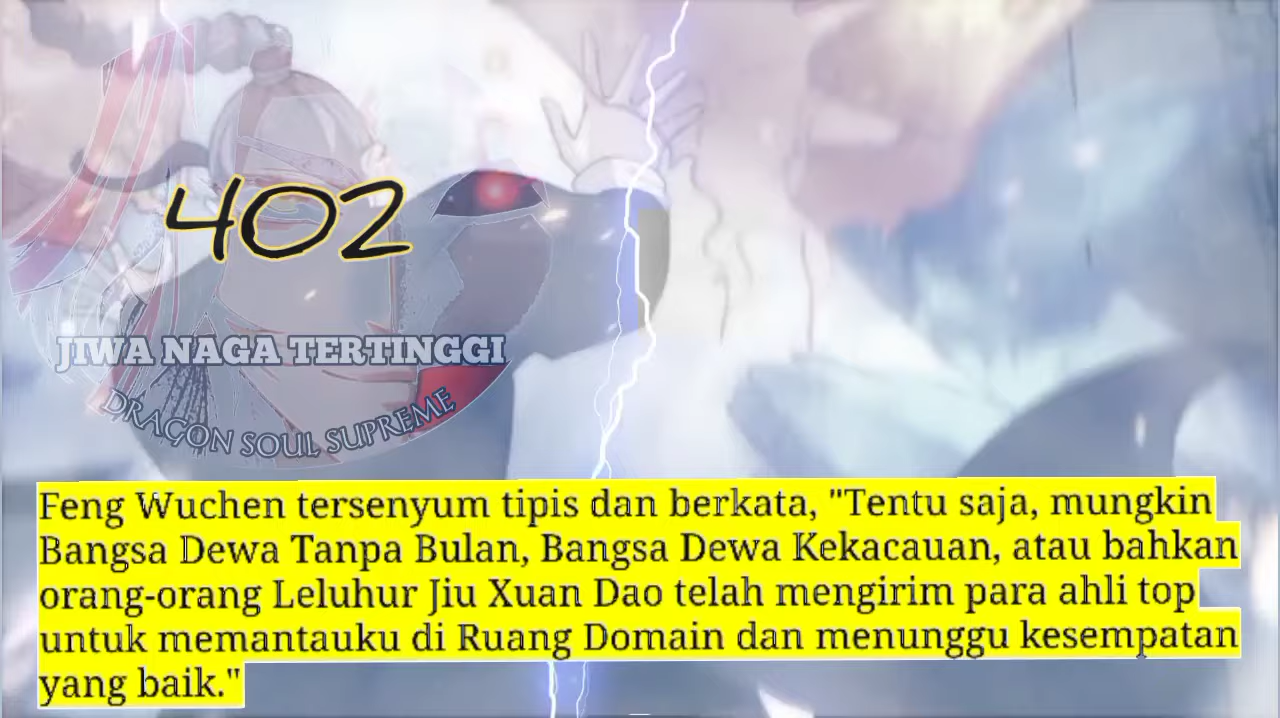 402
JIWA NAGA TERTINGGI
DRAGON SOUL SUPREME
Feng Wuchen tersenyum tipis dan berkata, "Tentu saja, mungkin
Bangsa Dewa Tanpa Bulan, Bangsa Dewa Kekacauan, atau bahkan
orang-orang Leluhur Jiu Xuan Dao telah mengirim para ahli top
untuk memantauku di Ruang Domain dan menunggu kesempatan
yang baik."